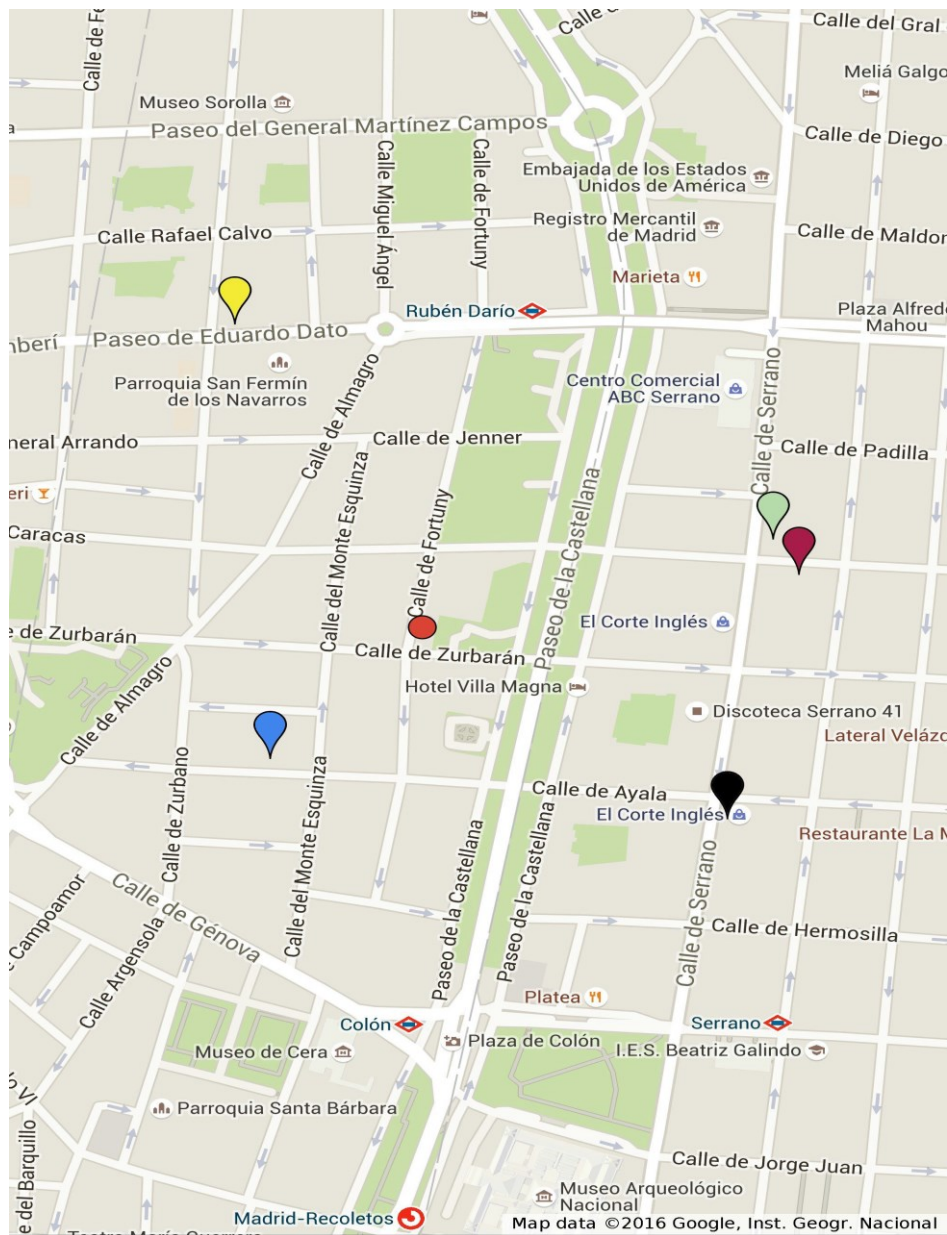 Calle de Fe
Calle d
Calle del Gral
Meliá Galgo
Museo Sorolla
Paseo del General Martínez Campos
a
Calle de Diego
Calle Miguel Ángel
Calle de Fortuny
Embajada de los Estados
Unidos de América
Registro Mercantil
de Madrid
Calle Rafael Calvo
Calle de Maldon
Marieta
Rubén Darío
Plaza Alfredo
Mahou
mberí
Paseo de Eduardo Dato
Parroquia San Fermín
de los Navarros
Centro Comercial
ABC Serrano
Calle de Serrano
Calle de Almagro
neral Arrando
Calle de Jenner
Calle de Padilla
eri
Calle del Monte Esquinza
Calle de Fortuny
Paseo de la Castellana
Caracas
e de Zurbarán
Calle de Zurbarán
El Corte Inglés
Hotel Villa Magna
Calle de Almagro
Discoteca Serrano 41
Lateral Velázq
Calle de Zurbano
Calle del Monte Esquinza
Calle de Ayala
El Corte Inglés
Restaurante La M
Paseo de la Castellana
Paseo de la Castellana
Calle de Serrano
e Campoamor
Calle Argensola
Calle de Génova
Calle de Hermosilla
Platea
Colón
Serrano
Plaza de Colón
I.E.S. Beatriz Galindo
Museo de Cera
Parroquia Santa Bárbara
o VI
e del Barquillo
Calle de Jorge Juan
Museo Arqueológico
Nacional
Madrid-Recoletos
Map data ©2016 Google, Inst. Geogr. Nacional